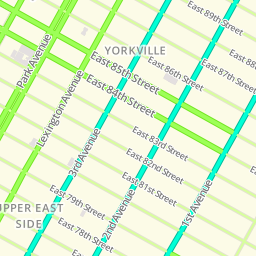 East 89th Street
YORKVILLE
East 88
East 86th Street
East 87th Street
East 85th Street
Park Avenue
East 84th Street
Lexington Avenue
East 83rd Street
3rd Avenue
East 82nd Street
East 81st Street
East 79th Street
UPPER EAST
SIDE
2nd Avenue
1st Avenue
East 78th Street